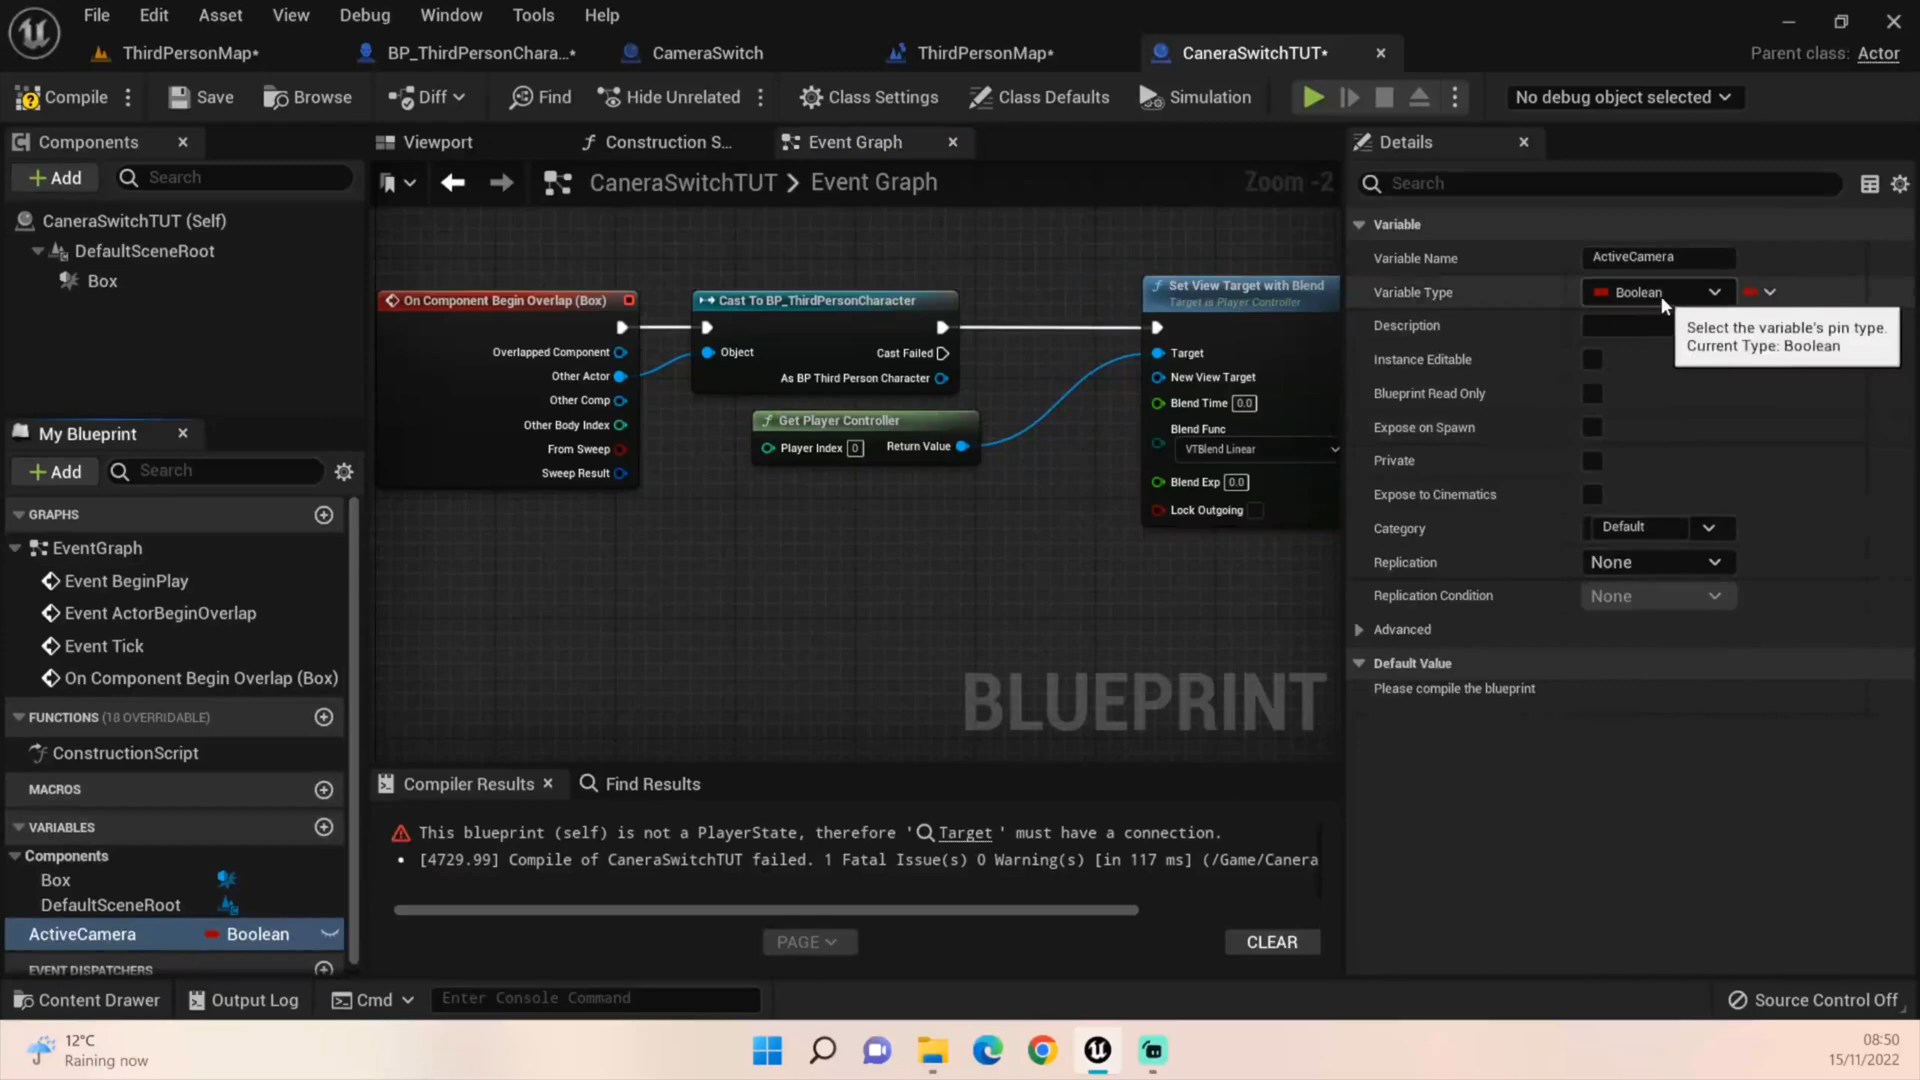 File Edit Asset View Debug Window Tools Help
ThirdPersonMap* BP_ThirdPersonChara...* CameraSwitch ThirdPersonMap* CaneraSwitchTUT* Parent class: Actor
Compile Save Browse Diff Find Hide Unrelated Class Settings Class Defaults Simulation No debug object selected
Components
Add Search
CaneraSwitchTUT (Self)
DefaultSceneRoot
Box
Viewport Construction S... Event Graph
CaneraSwitchTUT > Event Graph Zoom -2
On Component Begin Overlap (Box)
Overlapped Component
Other Actor
Other Comp
Other Body Index
From Sweep
Sweep Result
Cast To BP_ThirdPersonCharacter
Object
Cast Failed
As BP Third Person Character
Get Player Controller
Player Index 0 Return Value
Set View Target with Blend
Target is Player Controller
Target
New View Target
Blend Time 0.0
Blend Func
VTBlend Linear
Blend Exp 0.0
Lock Outgoing
BLUEPRINT
My Blueprint
Add Search
GRAPHS
EventGraph
Event BeginPlay
Event ActorBeginOverlap
Event Tick
On Component Begin Overlap (Box)
FUNCTIONS (18 OVERRIDABLE)
ConstructionScript
MACROS
VARIABLES
Components
Box
DefaultSceneRoot
ActiveCamera Boolean
EVENT DISPATCHERS
Compiler Results Find Results
This blueprint (self) is not a PlayerState, therefore ' Target ' must have a connection.
[4729.99] Compile of CaneraSwitchTUT failed. 1 Fatal Issue(s) 0 Warning(s) [in 117 ms] (/Game/Canera
PAGE CLEAR
Details
Search
Variable
Variable Name ActiveCamera
Variable Type Boolean
Description
Select the variable's pin type.
Current Type: Boolean
Instance Editable
Blueprint Read Only
Expose on Spawn
Private
Expose to Cinematics
Category Default
Replication None
Replication Condition None
Advanced
Default Value
Please compile the blueprint
Content Drawer Output Log Cmd Enter Console Command Source Control Off
12°C
Raining now
08:50
15/11/2022